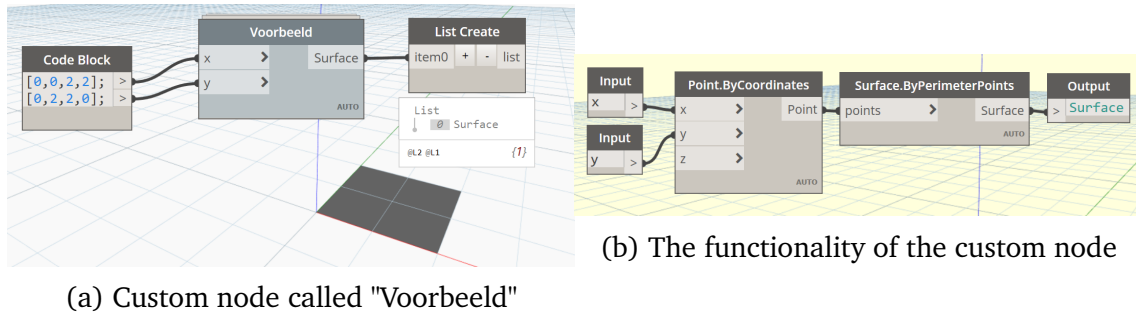 Voorbeeld
List Create
Code Block
x > Surface
item0 + - list
[0,0,2,2]; >
y >
[0,2,2,0]; >
AUTO
List
0 Surface
@L2 @L1 {1}
(a) Custom node called "Voorbeeld"
Input
Point.ByCoordinates
Surface.ByPerimeterPoints
Output
x >
x > Point
points > Surface
> Surface
Input
y >
AUTO
y >
z >
AUTO
(b) The functionality of the custom node